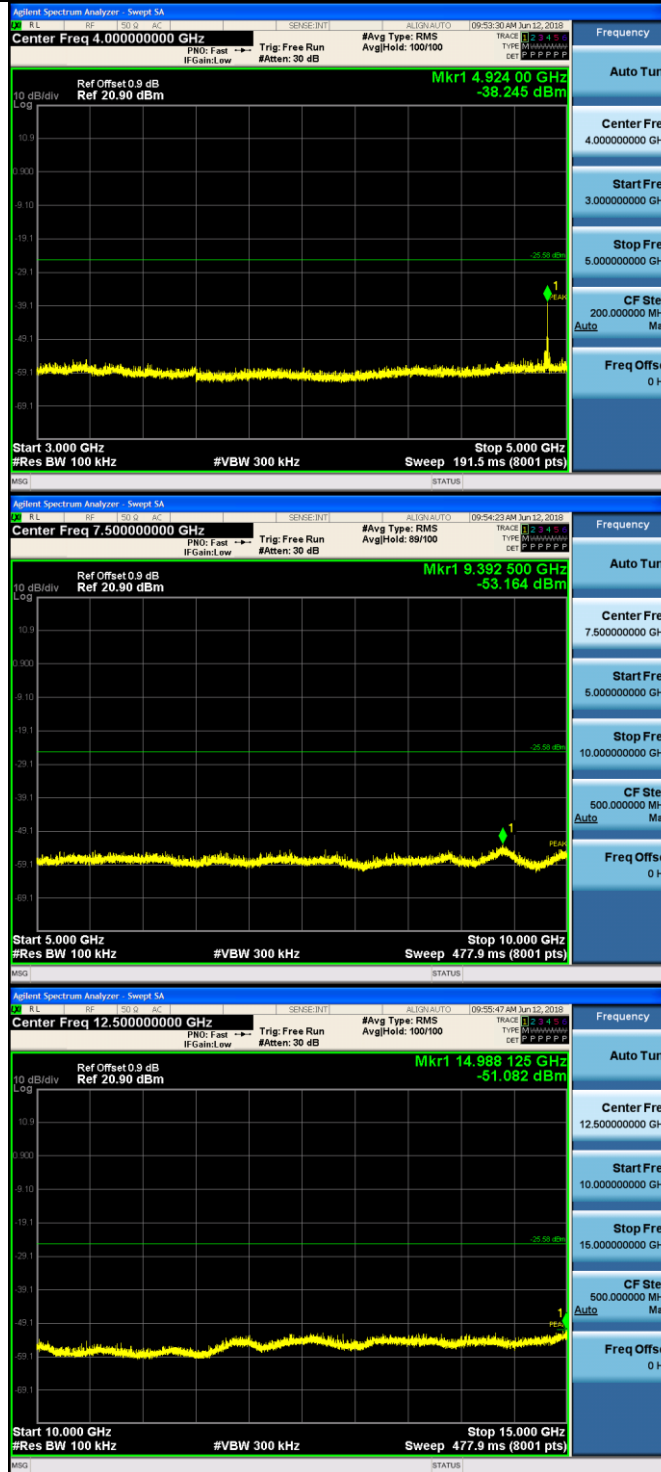 Agilent Spectrum Analyzer - Swept SA
RL RF 50 Ω AC SENSE:INT ALIGN AUTO 09:53:30 AM Jun 12, 2018
Center Freq 4.000000000 GHz
PNO: Fast
IFGain:Low
Trig: Free Run
#Atten: 30 dB
#Avg Type: RMS
Avg|Hold: 100/100
TRACE 1 2 3 4 5 6
TYPE M
DET P P P P P P
Frequency
Auto Tun
Mkr1 4.924 00 GHz
-38.245 dBm
Ref Offset 0.9 dB
Ref 20.90 dBm
10 dB/div
Log
10.9
0.900
-9.10
-19.1
-29.1
-39.1
-49.1
-59.1
-69.1
-25.58 dBm
1
PEAK
Center Fre
4.000000000 GH
Start Fre
3.000000000 GH
Stop Fre
5.000000000 GH
CF Ste
200.000000 MH
Auto Ma
Freq Offse
0 H
Start 3.000 GHz
#Res BW 100 kHz
#VBW 300 kHz
Stop 5.000 GHz
Sweep 191.5 ms (8001 pts)
MSG STATUS
Agilent Spectrum Analyzer - Swept SA
RL RF 50 Ω AC SENSE:INT ALIGN AUTO 09:54:23 AM Jun 12, 2018
Center Freq 7.500000000 GHz
PNO: Fast
IFGain:Low
Trig: Free Run
#Atten: 30 dB
#Avg Type: RMS
Avg|Hold: 89/100
TRACE 1 2 3 4 5 6
TYPE M
DET P P P P P P
Frequency
Auto Tun
Mkr1 9.392 500 GHz
-53.164 dBm
Ref Offset 0.9 dB
Ref 20.90 dBm
10 dB/div
Log
10.9
0.900
-9.10
-19.1
-29.1
-39.1
-49.1
-59.1
-69.1
-25.58 dBm
1
PEAK
Center Fre
7.500000000 GH
Start Fre
5.000000000 GH
Stop Fre
10.000000000 GH
CF Ste
500.000000 MH
Auto Ma
Freq Offse
0 H
Start 5.000 GHz
#Res BW 100 kHz
#VBW 300 kHz
Stop 10.000 GHz
Sweep 477.9 ms (8001 pts)
MSG STATUS
Agilent Spectrum Analyzer - Swept SA
RL RF 50 Ω AC SENSE:INT ALIGN AUTO 09:55:47 AM Jun 12, 2018
Center Freq 12.500000000 GHz
PNO: Fast
IFGain:Low
Trig: Free Run
#Atten: 30 dB
#Avg Type: RMS
Avg|Hold: 100/100
TRACE 1 2 3 4 5 6
TYPE M
DET P P P P P P
Frequency
Auto Tun
Mkr1 14.988 125 GHz
-51.082 dBm
Ref Offset 0.9 dB
Ref 20.90 dBm
10 dB/div
Log
10.9
0.900
-9.10
-19.1
-29.1
-39.1
-49.1
-59.1
-69.1
-25.58 dBm
1
PEAK
Center Fre
12.500000000 GH
Start Fre
10.000000000 GH
Stop Fre
15.000000000 GH
CF Ste
500.000000 MH
Auto Ma
Freq Offse
0 H
Start 10.000 GHz
#Res BW 100 kHz
#VBW 300 kHz
Stop 15.000 GHz
Sweep 477.9 ms (8001 pts)
MSG STATUS